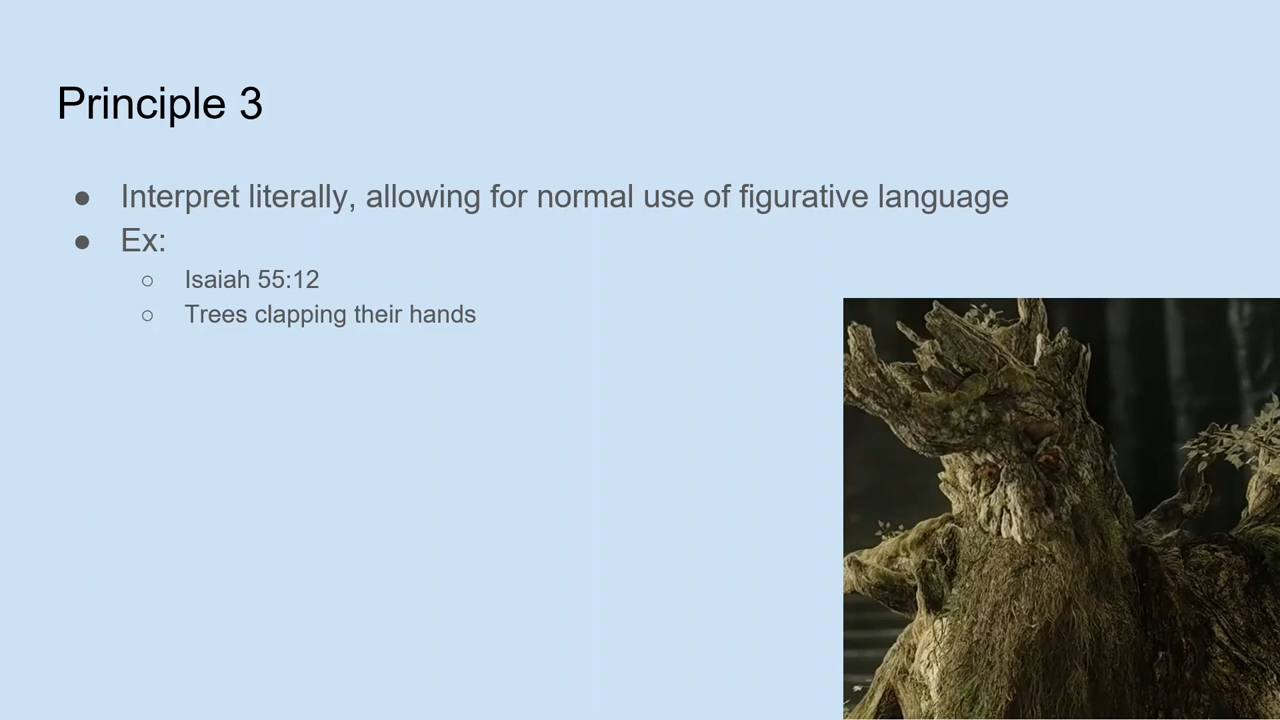 Principle 3
● Interpret literally, allowing for normal use of figurative language
● Ex:
○ Isaiah 55:12
○ Trees clapping their hands